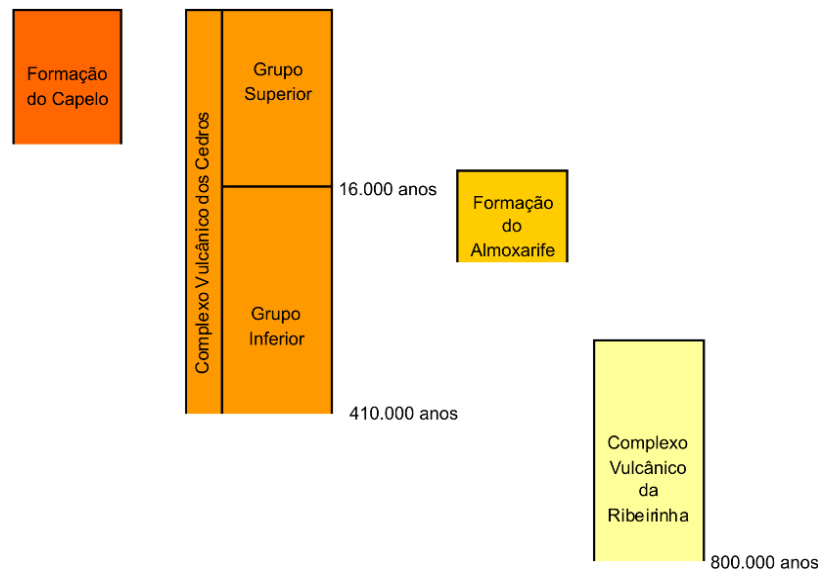 Formação
do Capelo
Complexo Vulcânico dos Cedros
Grupo
Superior
16.000 anos
Grupo
Inferior
410.000 anos
Formação
do
Almoxarife
Complexo
Vulcânico
da
Ribeirinha
800.000 anos